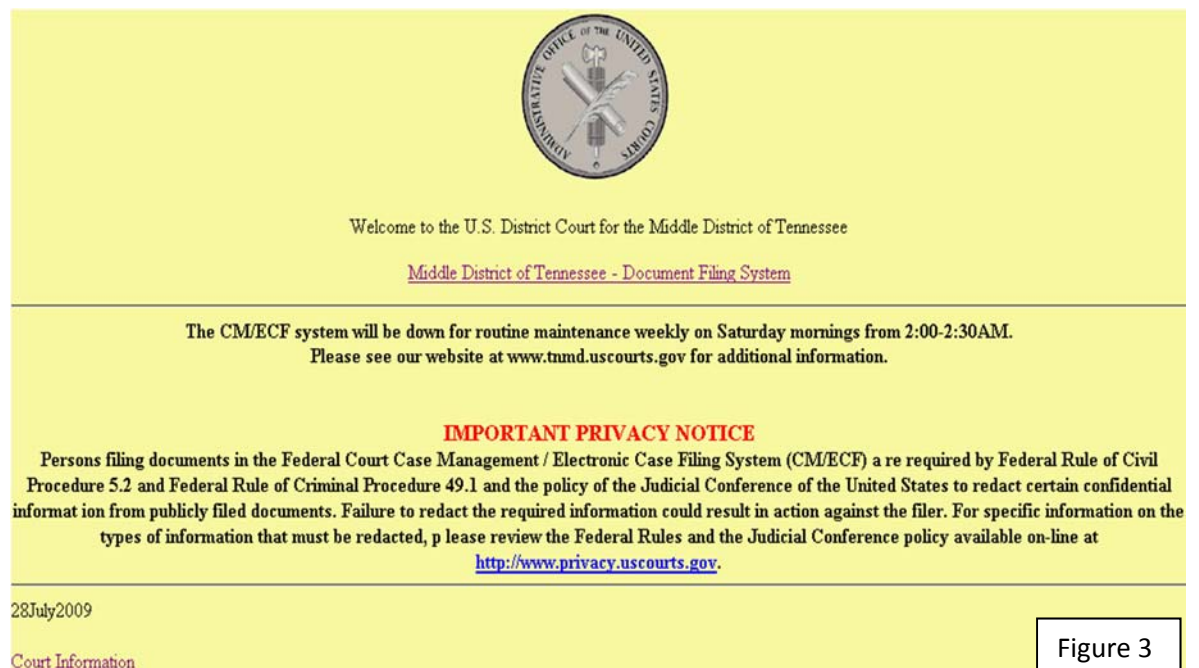 ADMINISTRATIVE OFFICE OF THE UNITED STATES COURTS
Welcome to the U.S. District Court for the Middle District of Tennessee
Middle District of Tennessee - Document Filing System
The CM/ECF system will be down for routine maintenance weekly on Saturday mornings from 2:00-2:30AM.
Please see our website at www.tnmd.uscourts.gov for additional information.
IMPORTANT PRIVACY NOTICE
Persons filing documents in the Federal Court Case Management / Electronic Case Filing System (CM/ECF) a re required by Federal Rule of Civil
Procedure 5.2 and Federal Rule of Criminal Procedure 49.1 and the policy of the Judicial Conference of the United States to redact certain confidential
informat ion from publicly filed documents. Failure to redact the required information could result in action against the filer. For specific information on the
types of information that must be redacted, p lease review the Federal Rules and the Judicial Conference policy available on-line at
http://www.privacy.uscourts.gov.
28July2009
Court Information
Figure 3